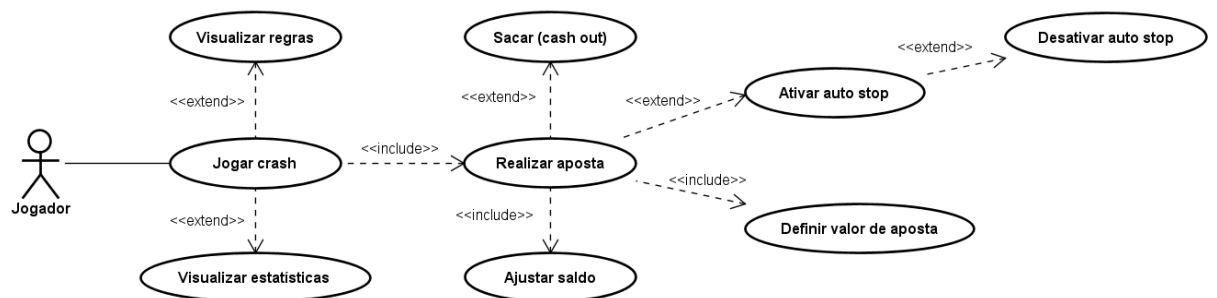 Visualizar regras
Sacar (cash out)
Desativar auto stop
<<extend>>
Ativar auto stop
<<extend>>
<<extend>>
<<extend>>
Jogador
Jogar crash
<<include>>
Realizar aposta
<<include>>
<<extend>>
<<include>>
Definir valor de aposta
Visualizar estatísticas
Ajustar saldo